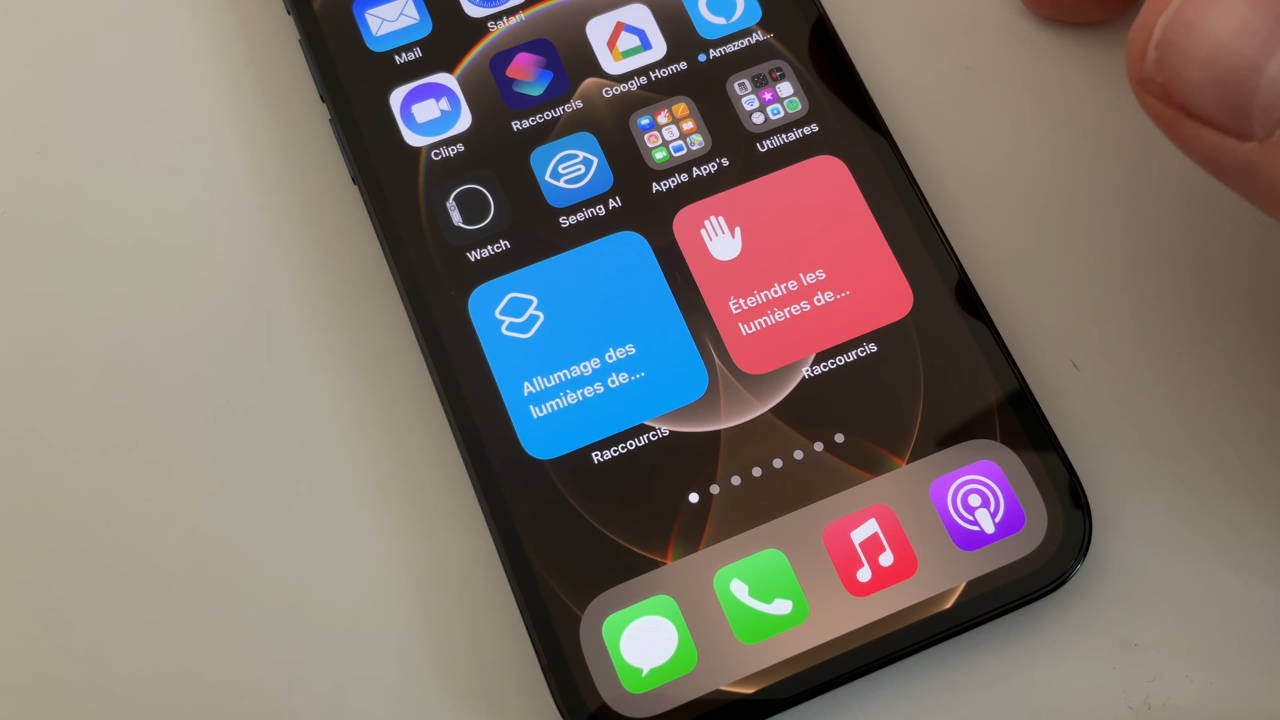 Mail
Safari
Clips
Raccourcis
Google Home
AmazonAl...
Watch
Seeing AI
Apple App's
Utilitaires
Allumage des
lumières de...
Raccourcis
Éteindre les
lumières de...
Raccourcis